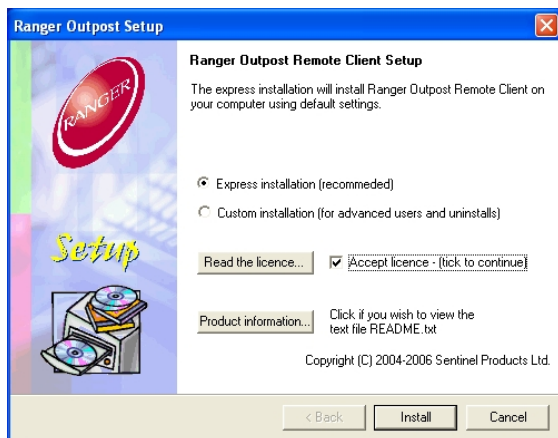 Ranger Outpost Setup
RANGER
Setup
Ranger Outpost Remote Client Setup
The express installation will install Ranger Outpost Remote Client on
your computer using default settings.
Express installation (recommeded)
Custom installation (for advanced users and uninstalls)
Read the licence...
Accept licence - (tick to continue)
Product information...
Click if you wish to view the
text file README.txt
Copyright (C) 2004-2006 Sentinel Products Ltd.
< Back
Install
Cancel